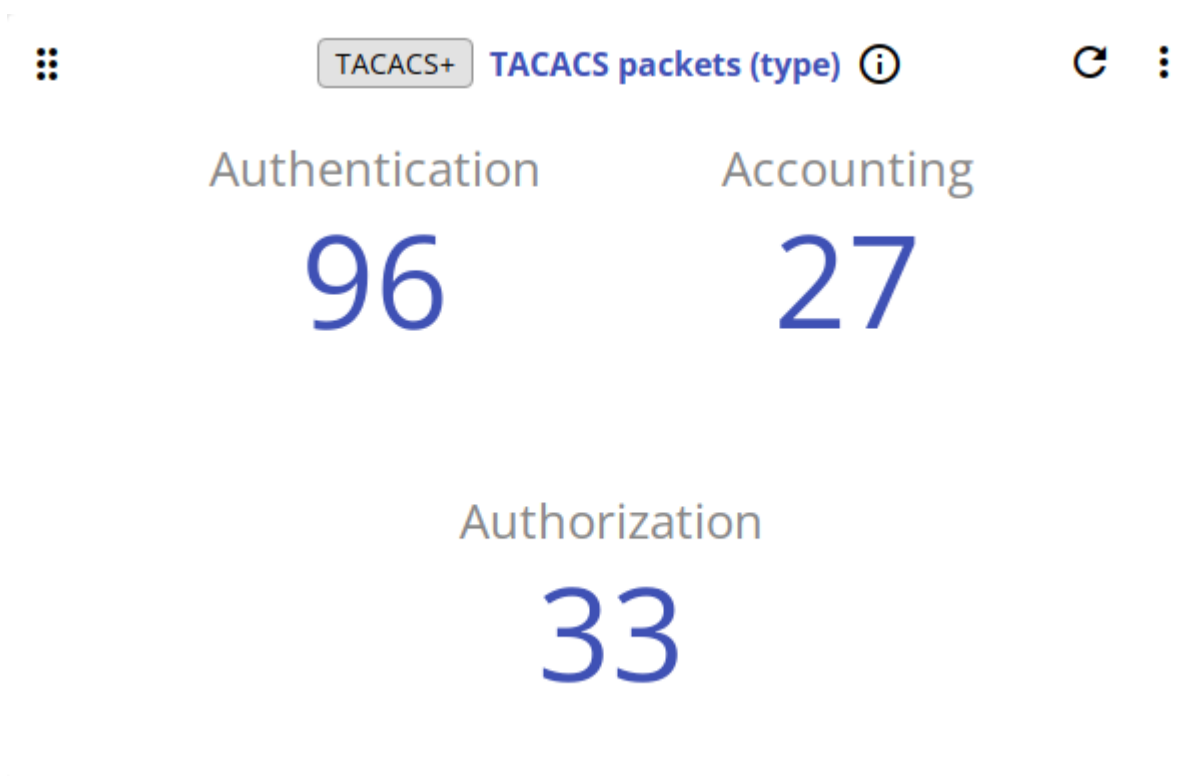 TACACS+ TACACS packets (type)
Authentication Accounting
96 27
Authorization
33